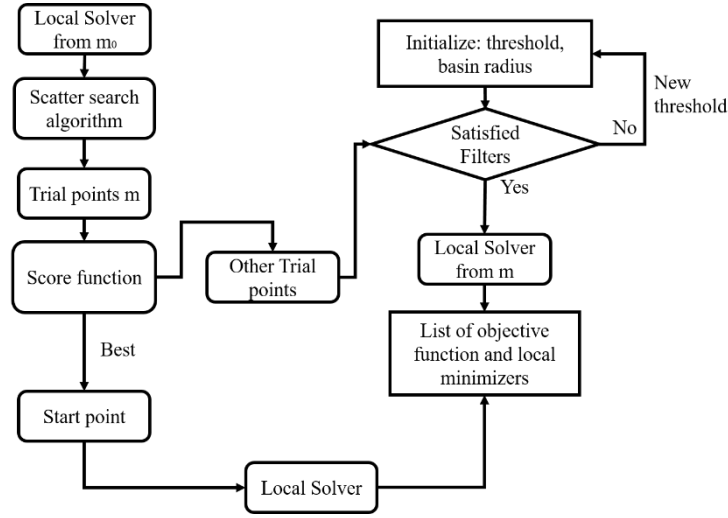 Local Solver
from m₀
Scatter search
algorithm
Trial points m
Score function
Best
Start point
Other Trial
points
Local Solver
Initialize: threshold,
basin radius
New
threshold
Satisfied
Filters
No
Yes
Local Solver
from m
List of objective
function and local
minimizers